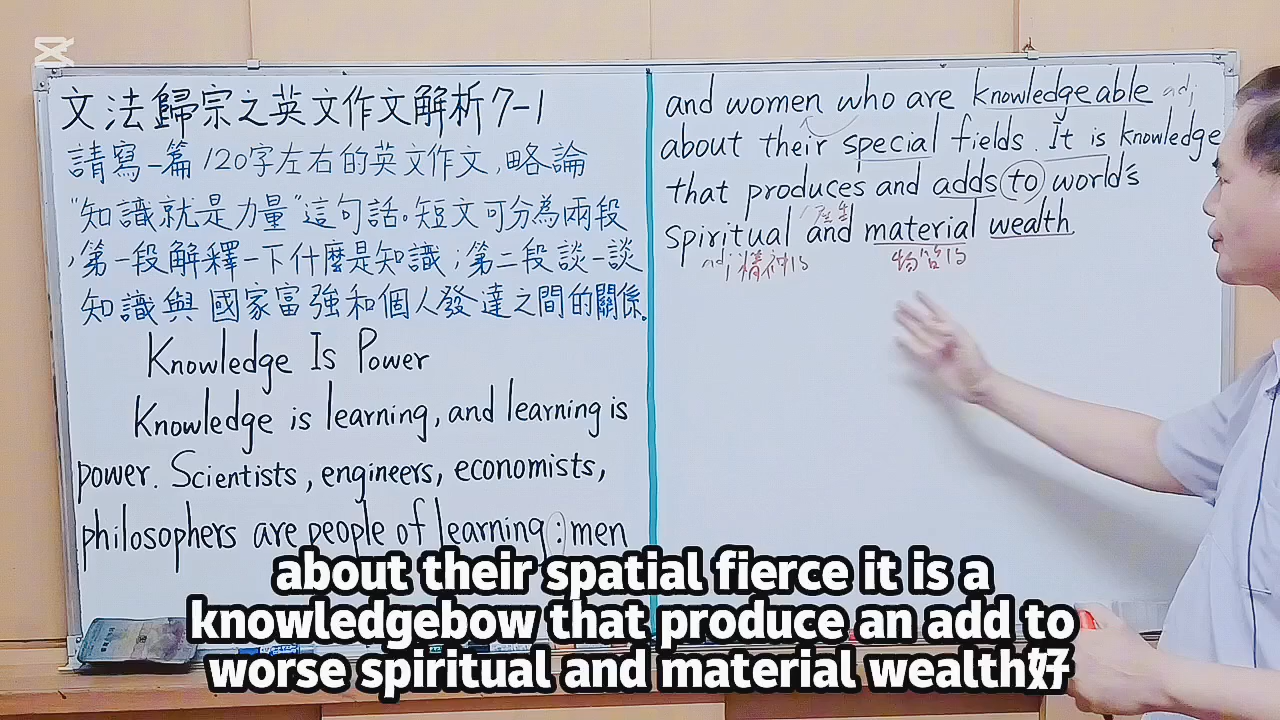 文法歸宗之英文作文解析7-1
請寫一篇120字左右的英文作文,略論
"知識就是力量"這句話。短文可分為兩段
,第一段解釋一下什麼是知識;第二段談一談
知識與國家富強和個人發達之間的關係。
Knowledge Is Power
Knowledge is learning, and learning is
power. Scientists, engineers, economists,
philosophers are people of learning : men
and women who are knowledgeable adj
about their special fields. It is knowledge
that produces and adds to world's
產生
spiritual and material wealth.
adj 精神的 物質的
about their spatial fierce it is a
knowledgebow that produce an add to
worse spiritual and material wealth好